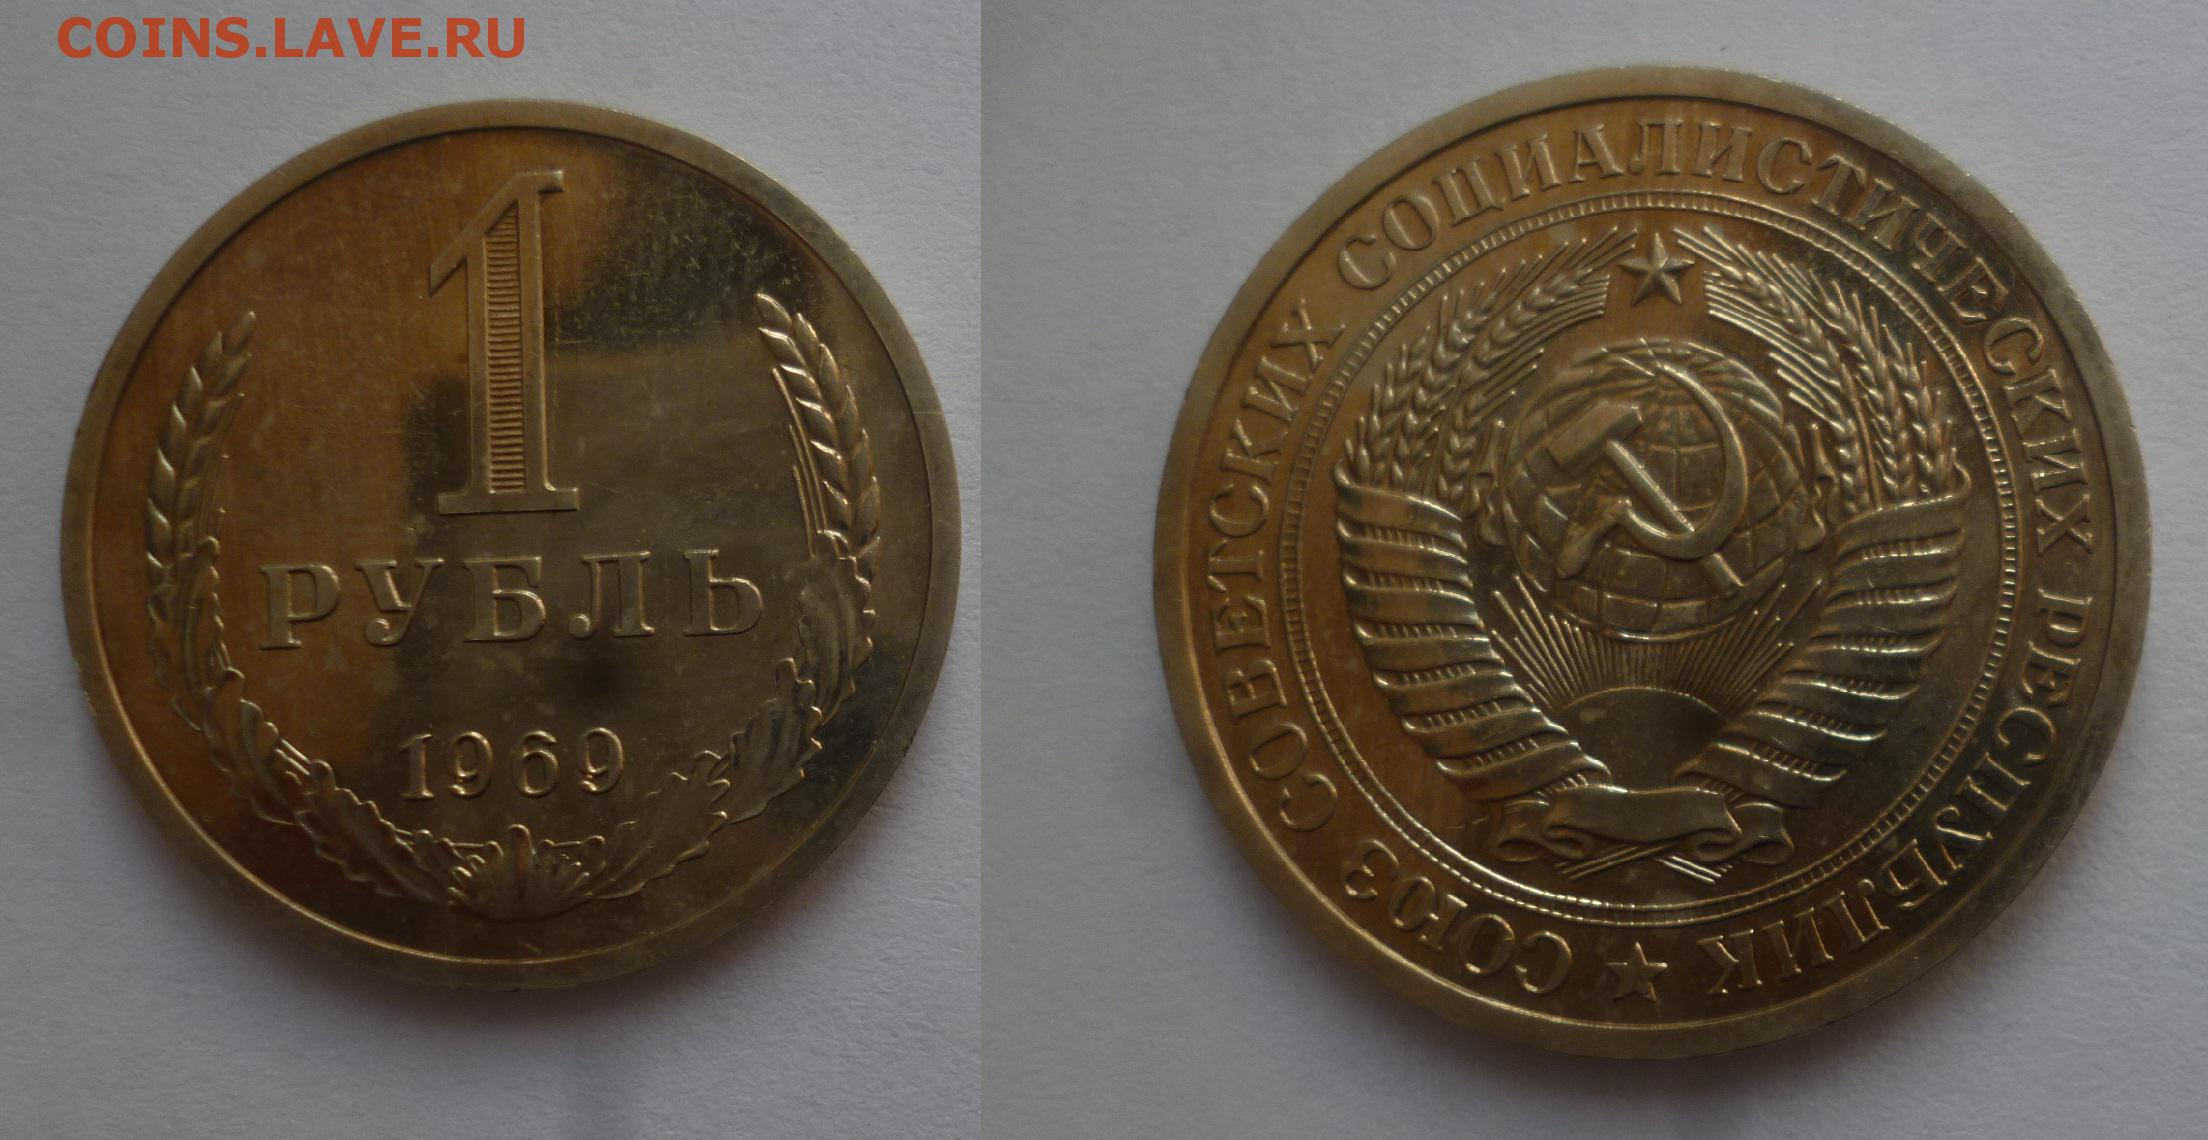 COINS.LAVE.RU
1
РУБЛЬ
1969
СОЮЗ СОВЕТСКИХ СОЦИАЛИСТИЧЕСКИХ РЕСПУБЛИК